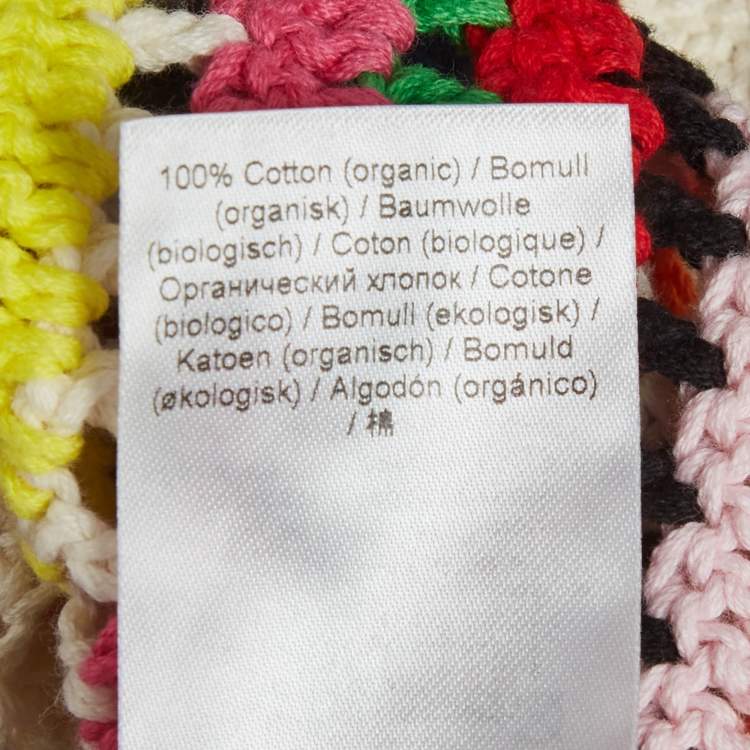 100% Cotton (organic) / Bomull
(organisk) / Baumwolle
(biologisch) / Coton (biologique) /
Органический хлопок / Cotone
(biologico) / Bomull (ekologisk) /
Katoen (organisch) / Bomuld
(økologisk) / Algodón (orgánico)
/ 棉